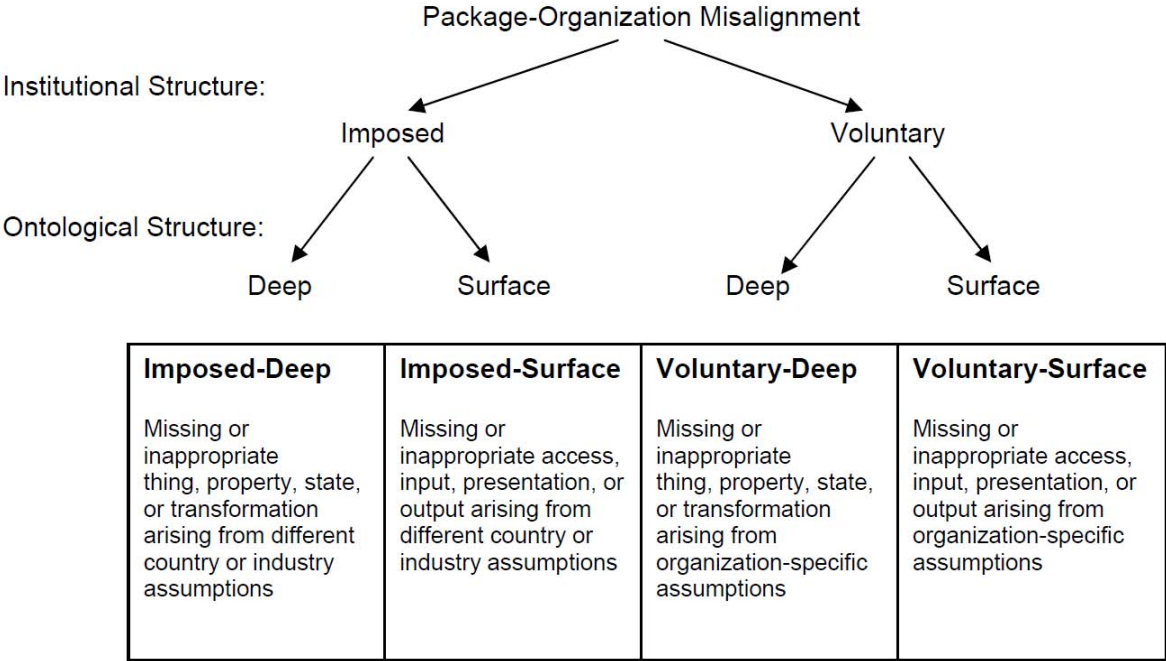 Package-Organization Misalignment
Institutional Structure:
Imposed
Voluntary
Ontological Structure:
Deep
Surface
Deep
Surface
Imposed-Deep
Missing or
inappropriate
thing, property, state,
or transformation
arising from different
country or industry
assumptions
Imposed-Surface
Missing or
inappropriate access,
input, presentation, or
output arising from
different country or
industry assumptions
Voluntary-Deep
Missing or
inappropriate
thing, property, state,
or transformation
arising from
organization-specific
assumptions
Voluntary-Surface
Missing or
inappropriate access,
input, presentation, or
output arising from
organization-specific
assumptions